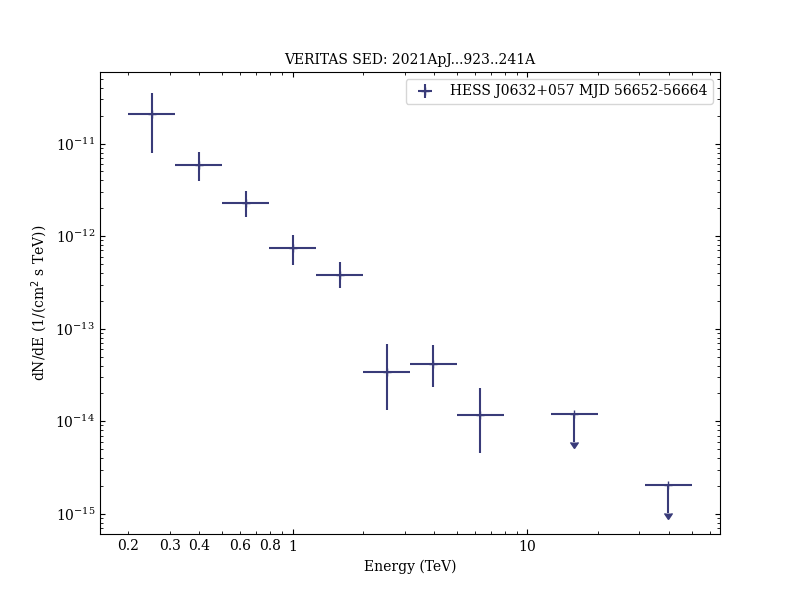 VERITAS SED: 2021ApJ...923..241A
HESS J0632+057 MJD 56652-56664
10⁻¹¹
10⁻¹²
10⁻¹³
10⁻¹⁴
10⁻¹⁵
dN/dE (1/(cm² s TeV))
0.2 0.3 0.4 0.6 0.8 1 10
Energy (TeV)